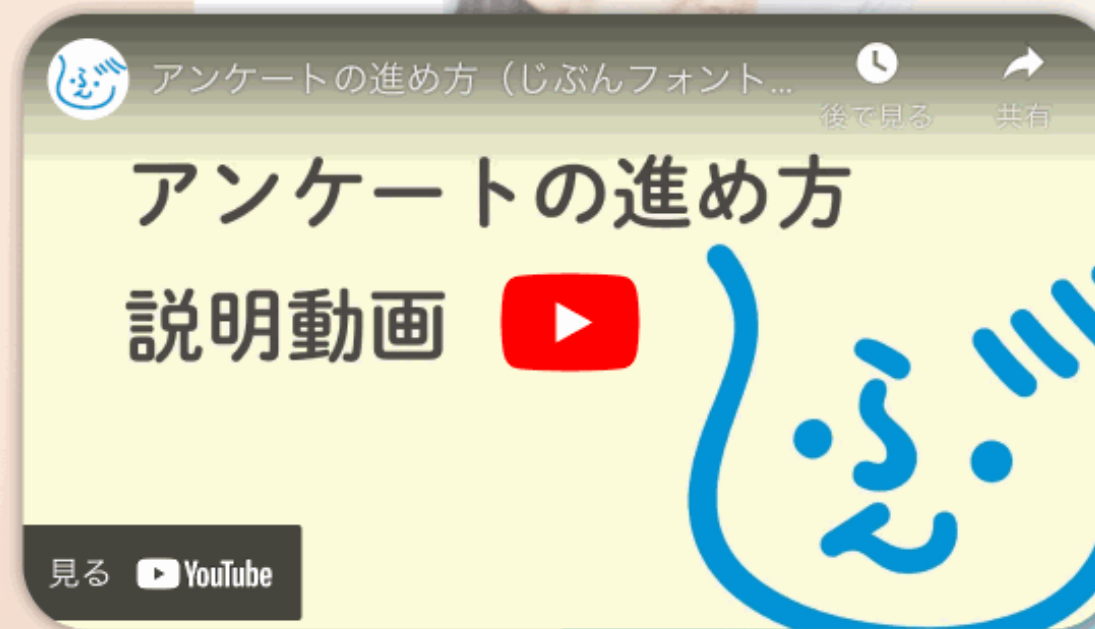 アンケートの進め方（じぶんフォント...
後で見る
共有
アンケートの進め方
説明動画
見る YouTube